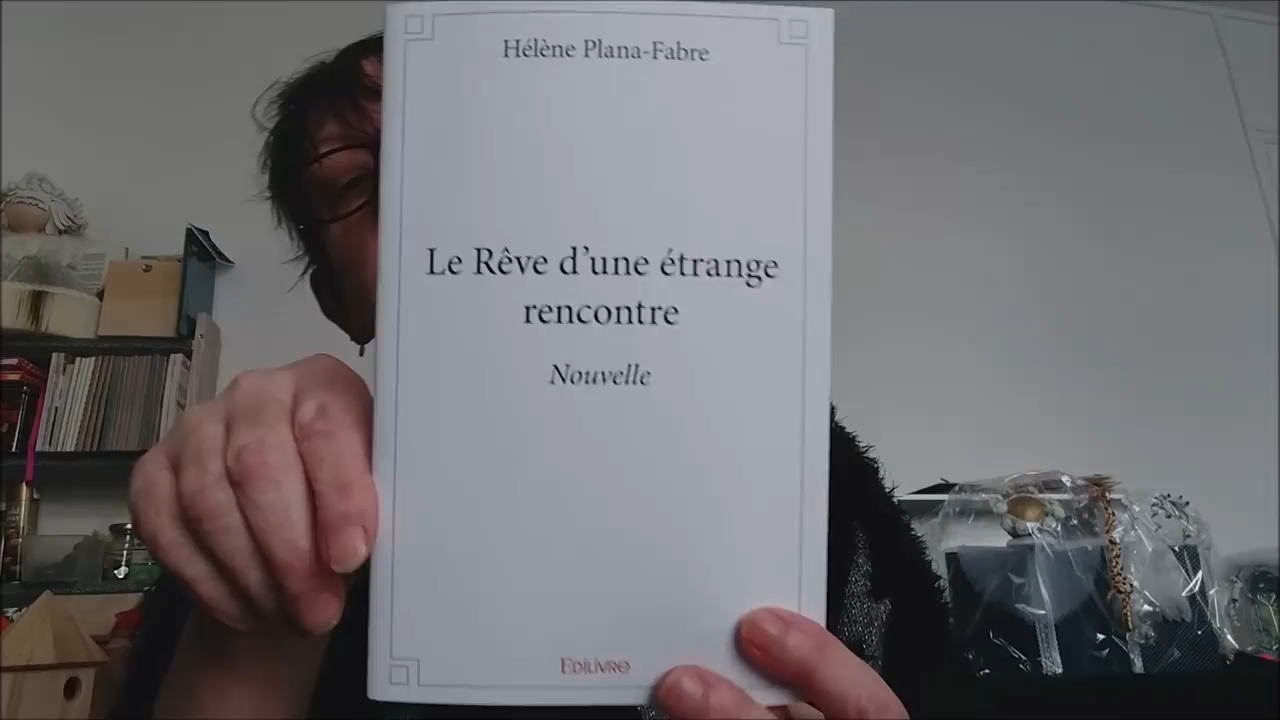 Hélène Plana-Fabre
Le Rêve d'une étrange
rencontre
Nouvelle
EDILIVRE